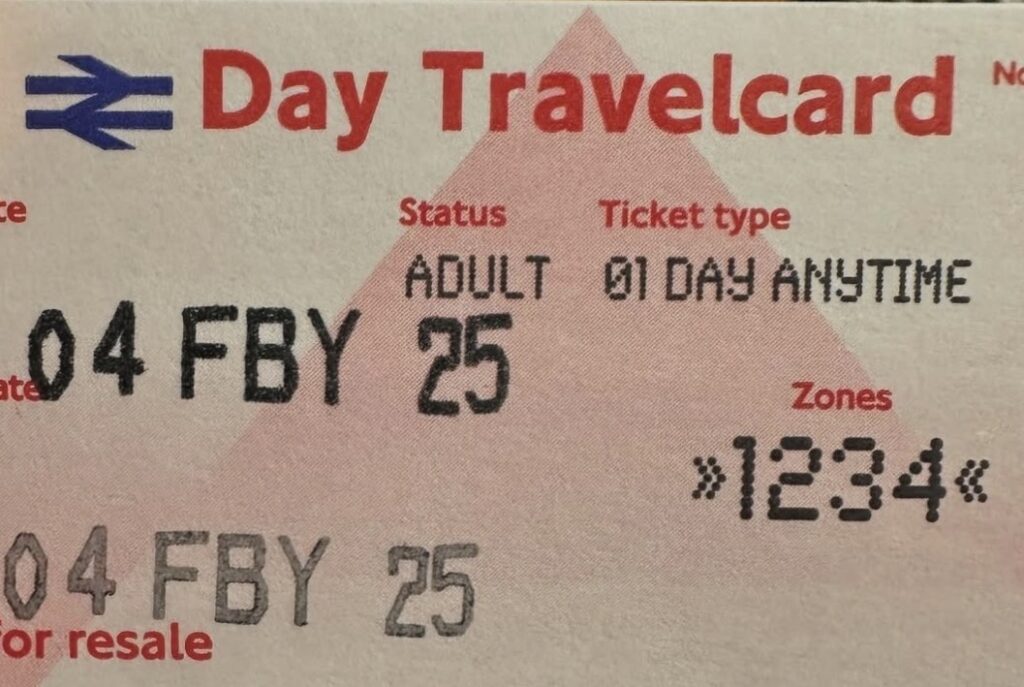 Day Travelcard
Status Ticket type
ADULT 01 DAY ANYTIME
04 FBY 25
Zones
»1234«
04 FBY 25
for resale